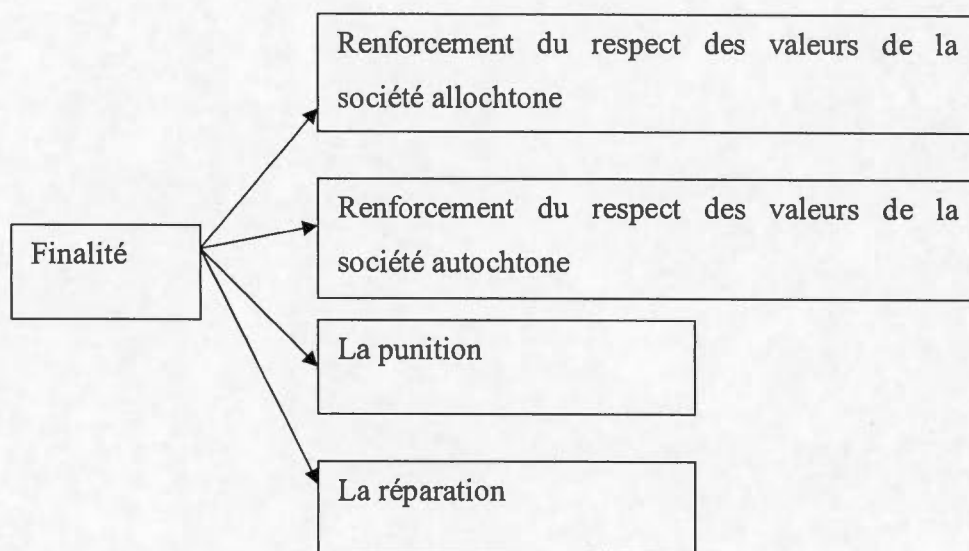 Renforcement du respect des valeurs de la
société allochtone
Renforcement du respect des valeurs de la
société autochtone
Finalité
La punition
La réparation